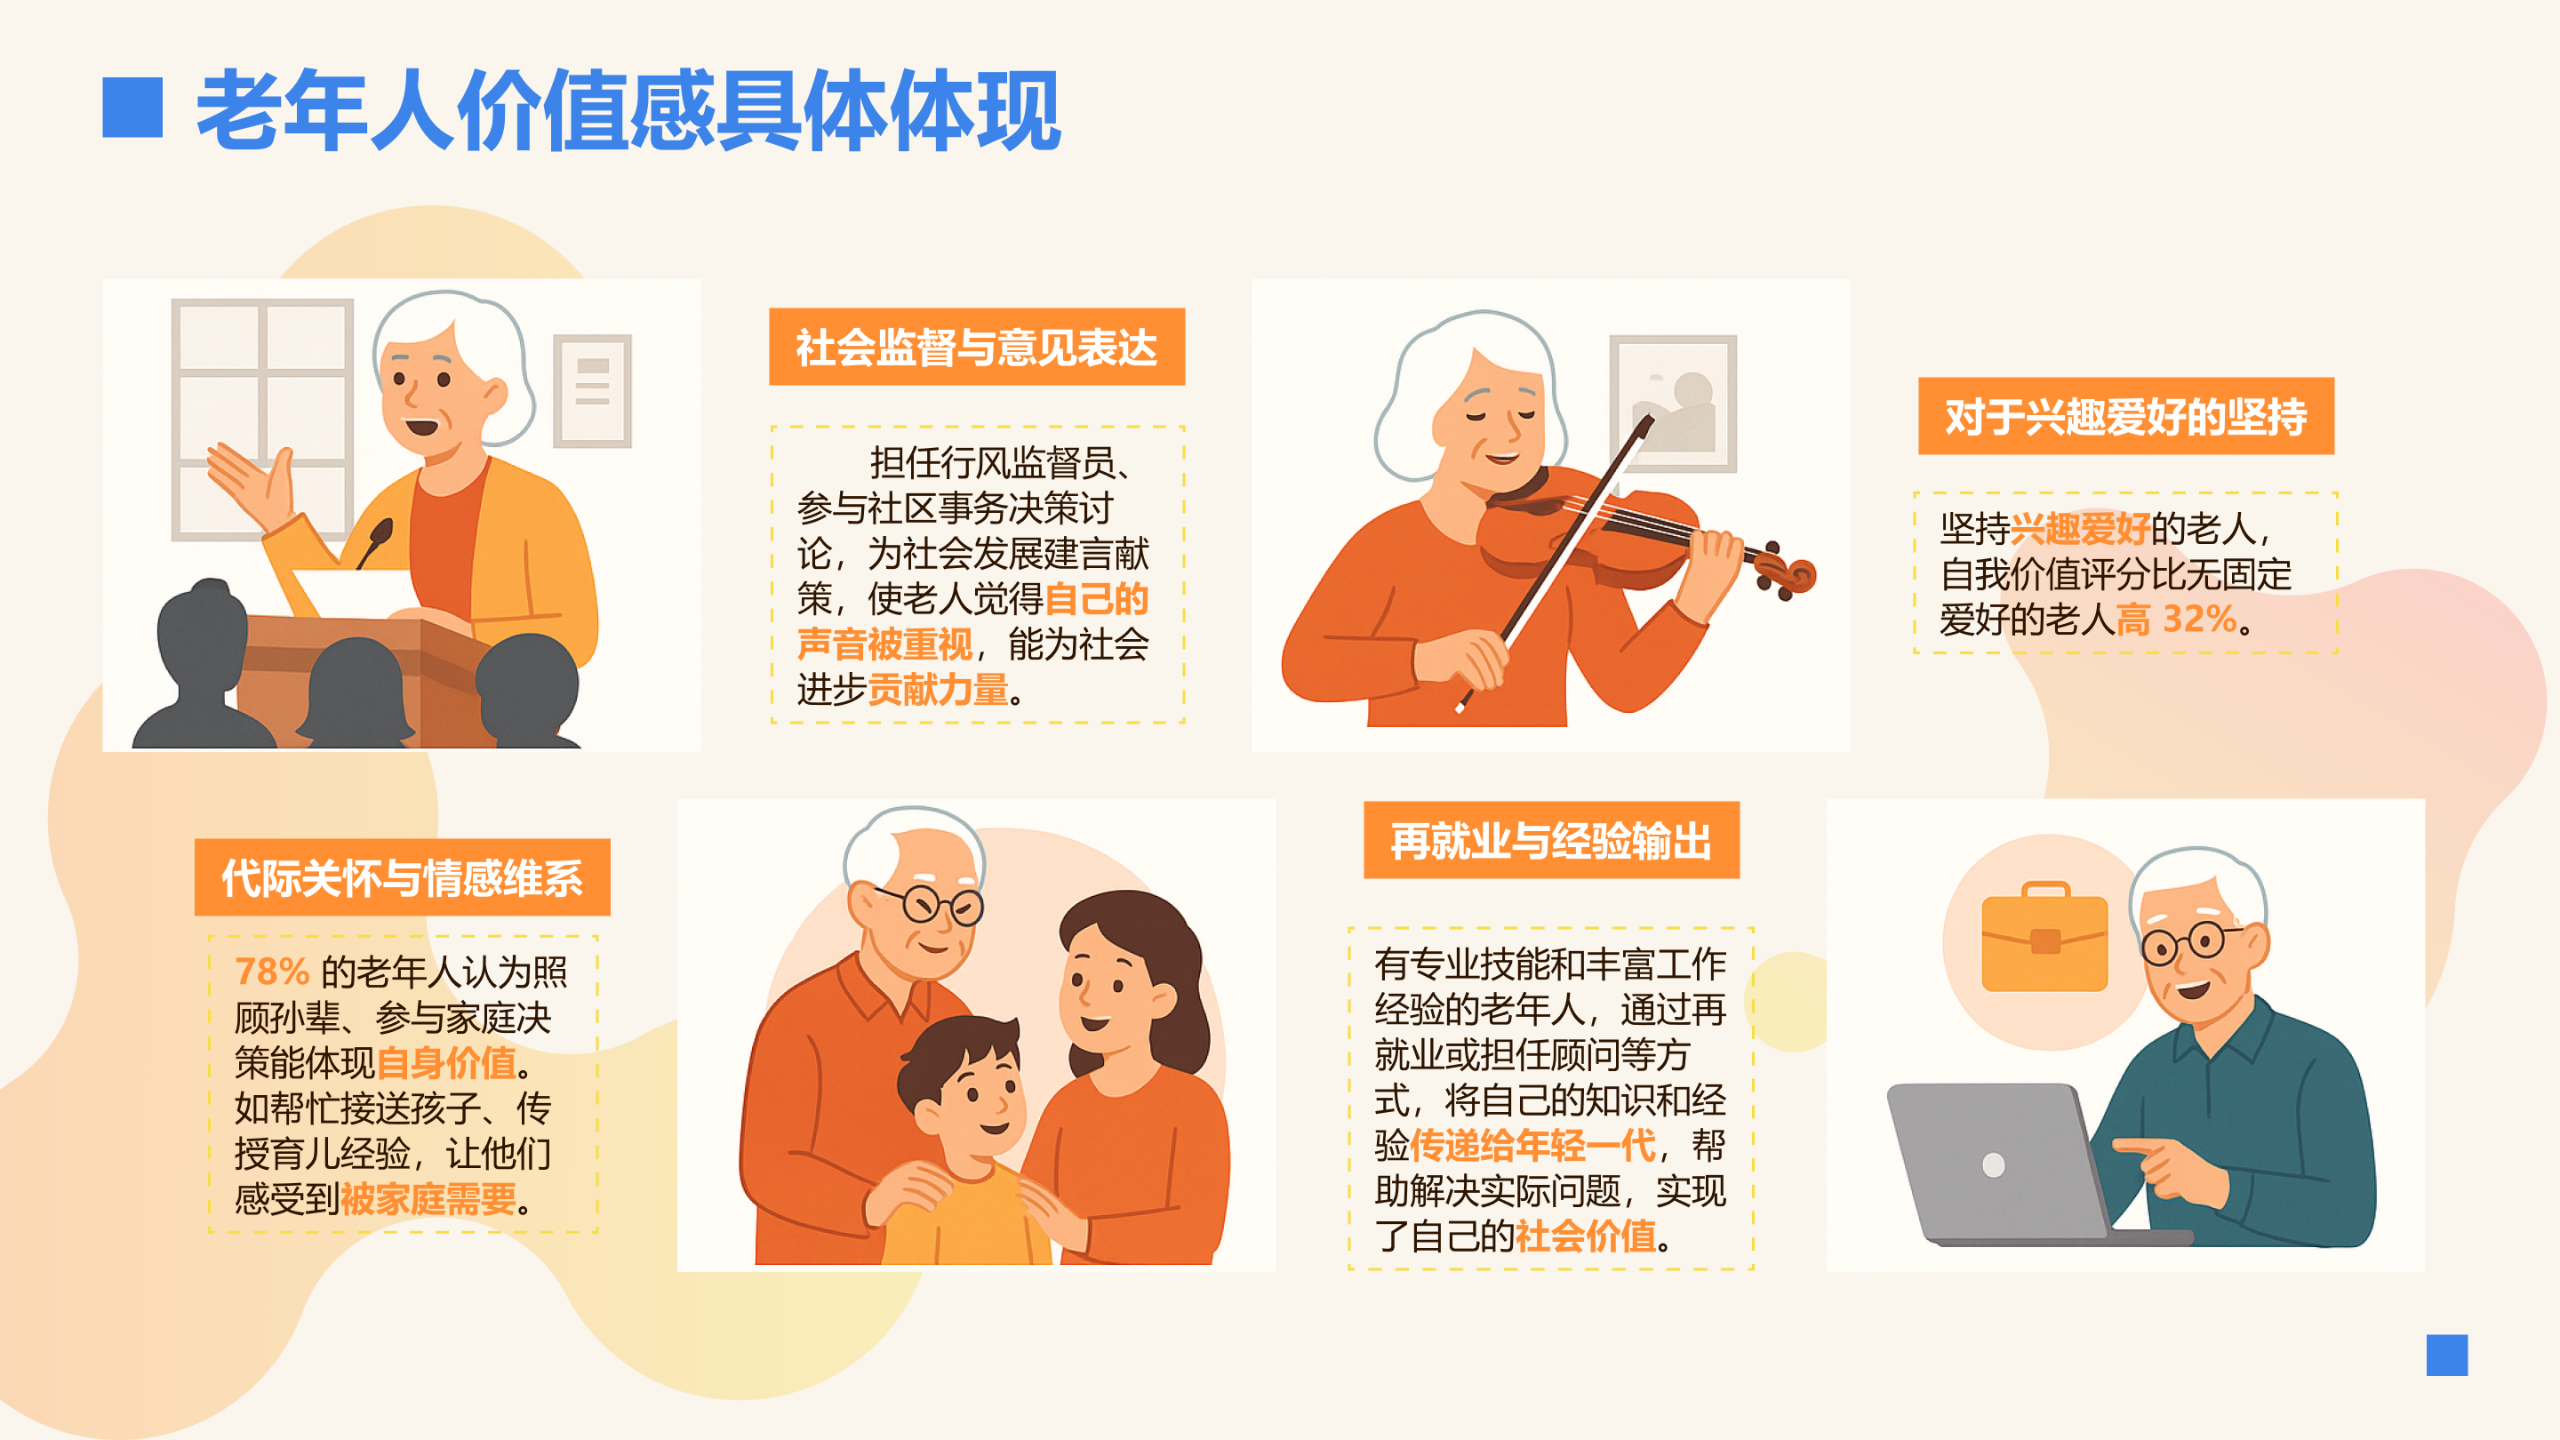 老年人价值感具体体现
社会监督与意见表达
担任行风监督员、
参与社区事务决策讨
论，为社会发展建言献
策，使老人觉得自己的
声音被重视，能为社会
进步贡献力量。
对于兴趣爱好的坚持
坚持兴趣爱好的老人，
自我价值评分比无固定
爱好的老人高 32%。
代际关怀与情感维系
78% 的老年人认为照
顾孙辈、参与家庭决
策能体现自身价值。
如帮忙接送孩子、传
授育儿经验，让他们
感受到被家庭需要。
再就业与经验输出
有专业技能和丰富工作
经验的老年人，通过再
就业或担任顾问等方
式，将自己的知识和经
验传递给年轻一代，帮
助解决实际问题，实现
了自己的社会价值。